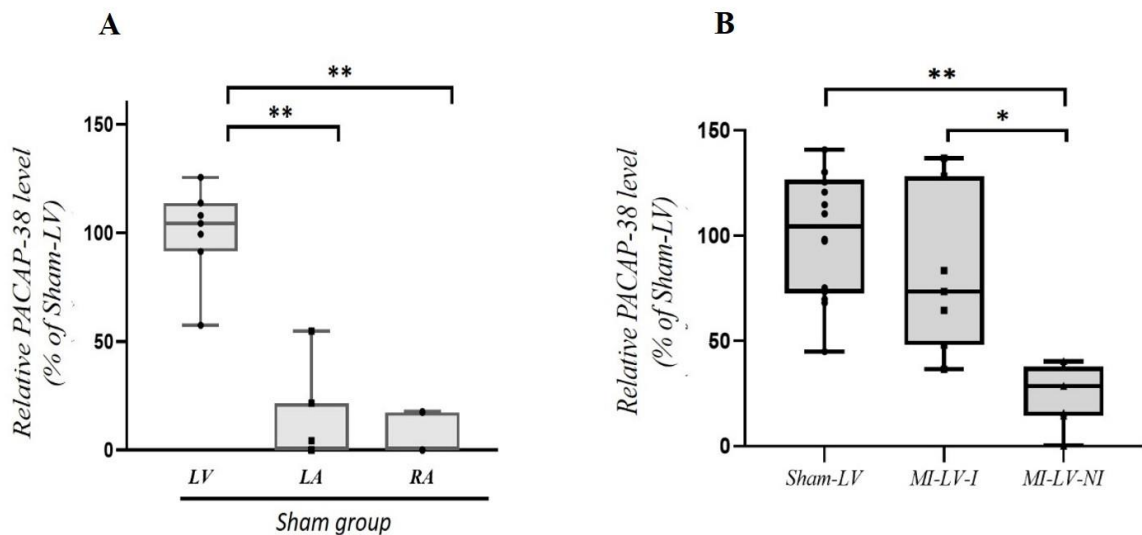 A
**
**
Relative PACAP-38 level
(% of Sham-LV)
150
100
50
0
LV LA RA
Sham group
B
**
*
Relative PACAP-38 level
(% of Sham-LV)
150
100
50
0
Sham-LV MI-LV-I MI-LV-NI